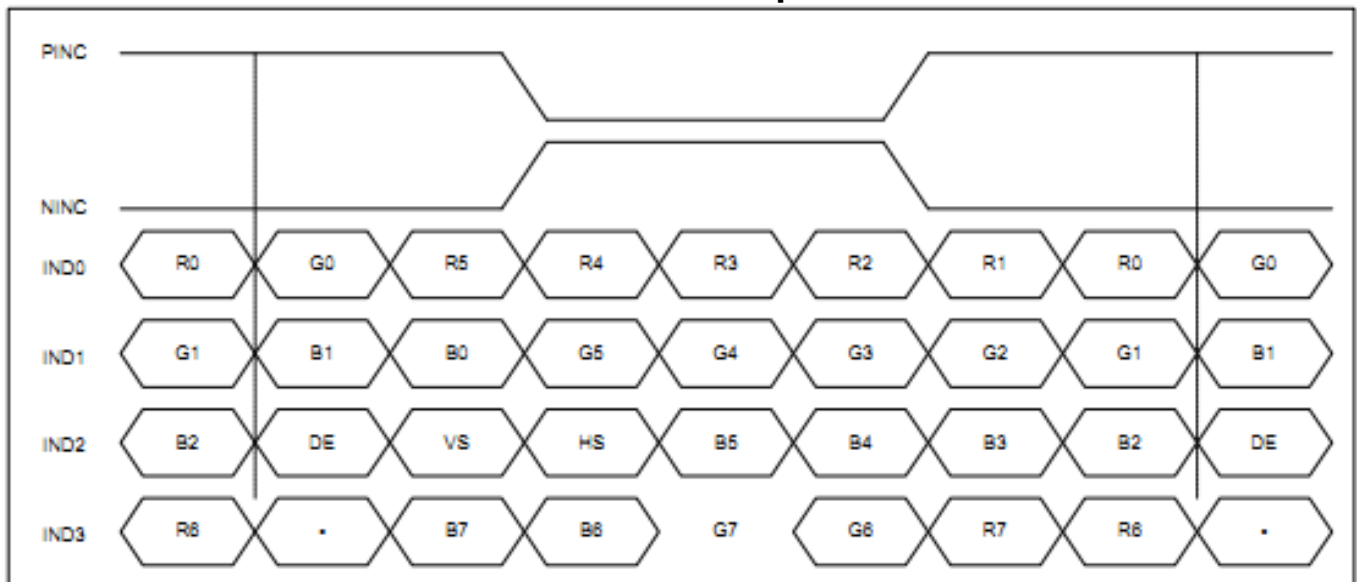 PINC
NINC
IND0 R0 G0 R5 R4 R3 R2 R1 R0 G0
IND1 G1 B1 B0 G5 G4 G3 G2 G1 B1
IND2 B2 DE VS HS B5 B4 B3 B2 DE
IND3 R6 - B7 B6 G7 G6 R7 R6 -